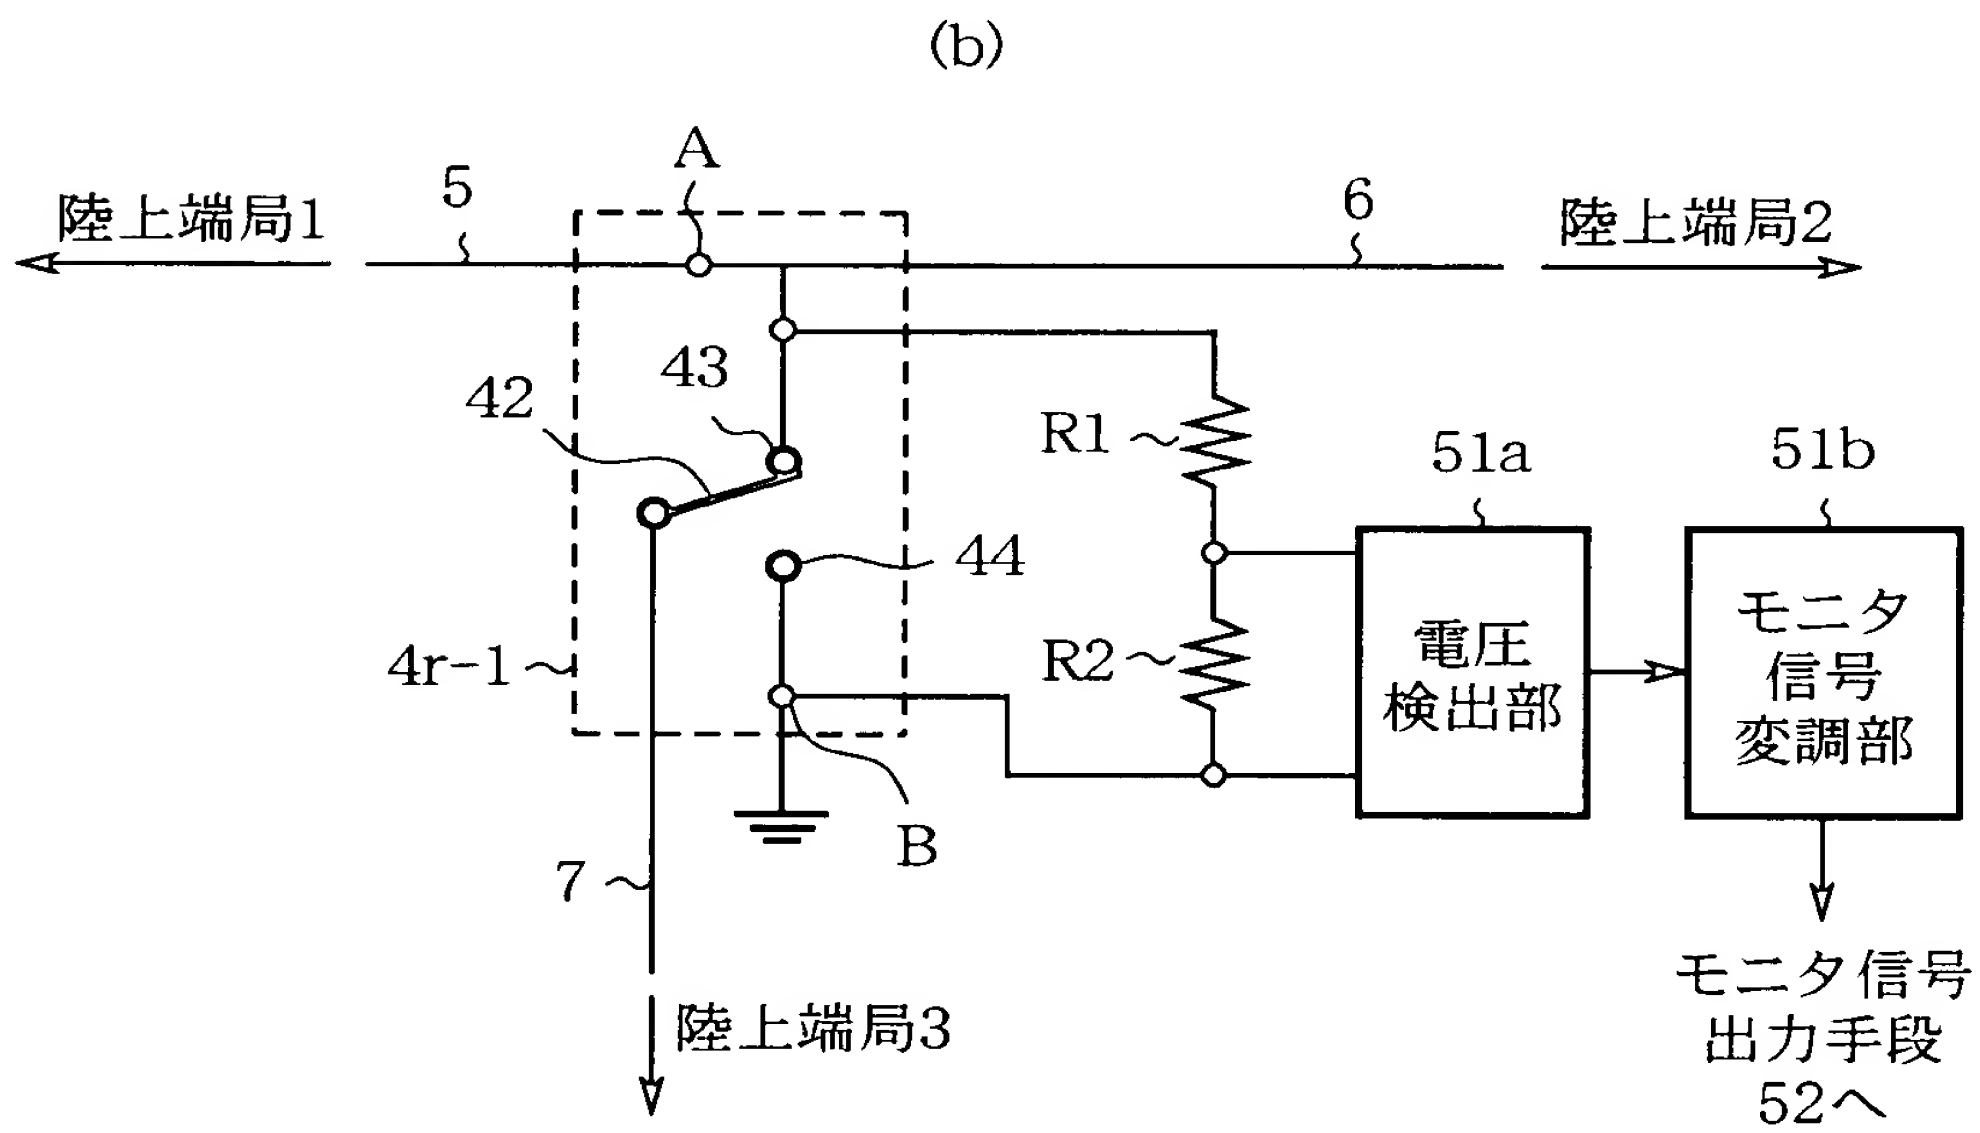 (b)
A
5
6
陸上端局1
陸上端局2
43
42
R1
51a
51b
44
4r-1
R2
電圧
検出部
モニタ
信号
変調部
B
7
陸上端局3
モニタ信号
出力手段
52へ